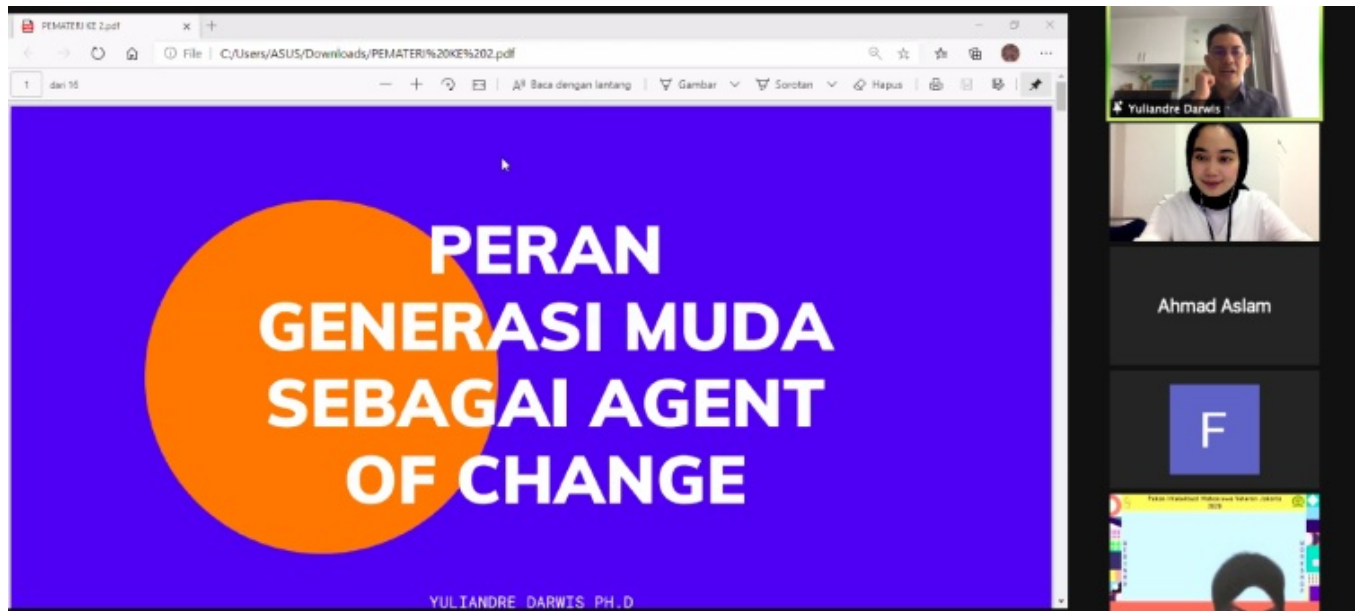 PEMATERI KE 2.pdf
File | C:/Users/ASUS/Downloads/PEMATERI%20KE%202.pdf
1 dari 16
Baca dengan lantang
Gambar
Sorotan
Hapus
PERAN
GENERASI MUDA
SEBAGAI AGENT
OF CHANGE
YULIANDRE DARWIS PH.D
Yuliandre Darwis
Ahmad Aslam
F
2020